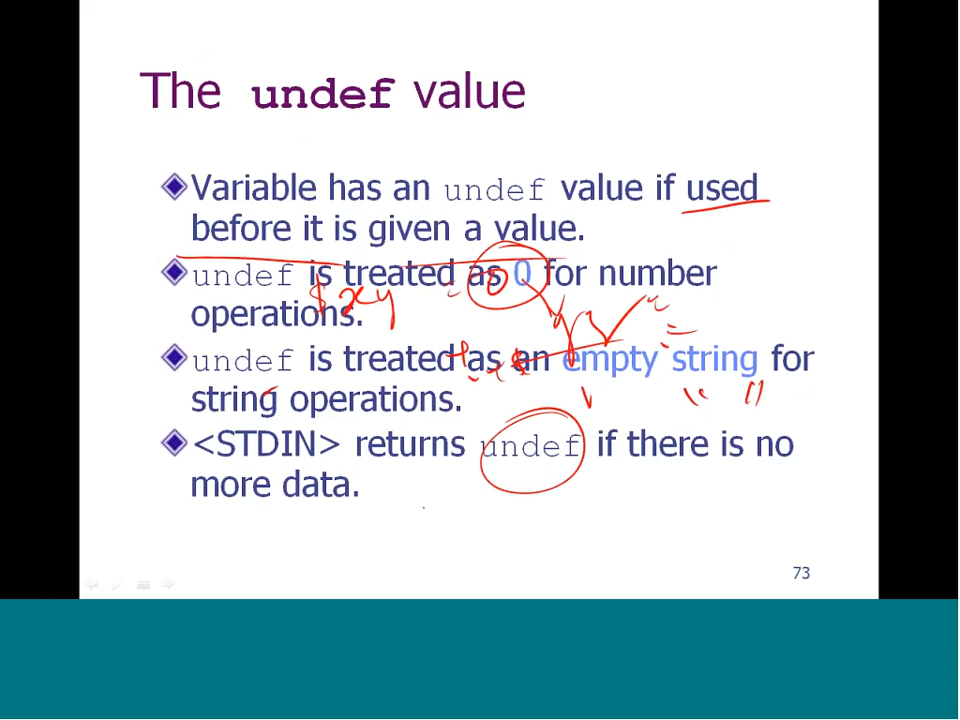 The undef value
Variable has an undef value if used
before it is given a value.
undef is treated as 0 for number
operations.
undef is treated as an empty string for
string operations.
<STDIN> returns undef if there is no
more data.
$xy
0
73